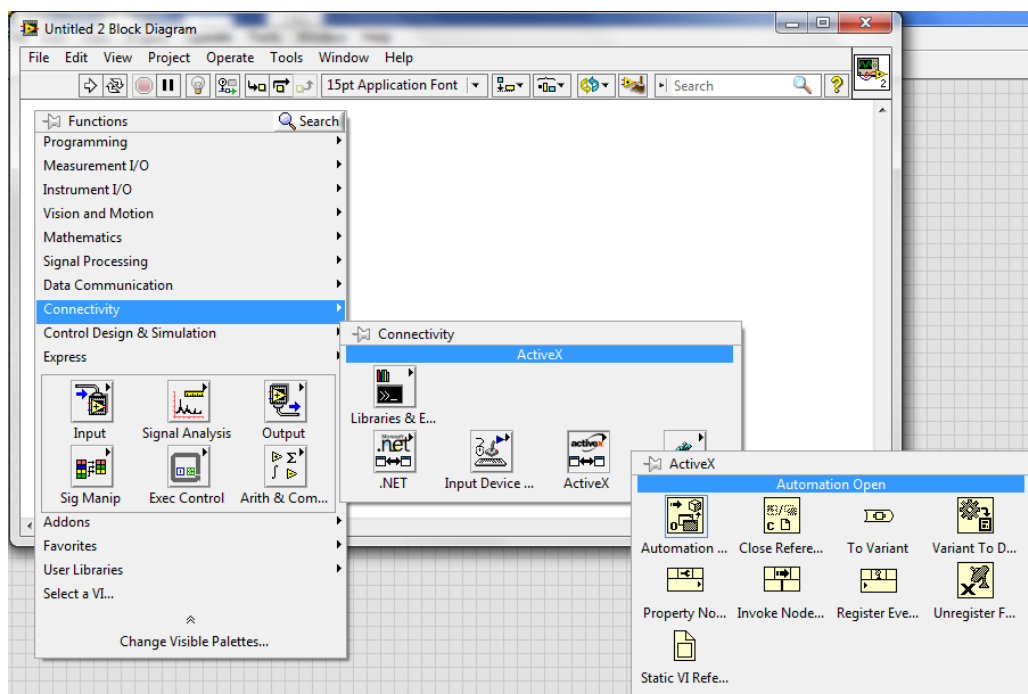 Untitled 2 Block Diagram
File Edit View Project Operate Tools Window Help
15pt Application Font
Search
2
Functions
Search
Programming
Measurement I/O
Instrument I/O
Vision and Motion
Mathematics
Signal Processing
Data Communication
Connectivity
Control Design & Simulation
Express
Input Signal Analysis Output
Sig Manip Exec Control Arith & Com...
Addons
Favorites
User Libraries
Select a VI...
Change Visible Palettes...
Connectivity
ActiveX
Libraries & E...
.net
activex
.NET Input Device ... ActiveX
ActiveX
Automation Open
Automation ... Close Refere... To Variant Variant To D...
Property No... Invoke Node... Register Eve... Unregister F...
Static VI Refe...